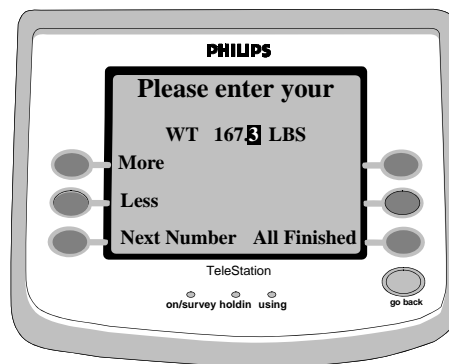 PHILIPS
Please enter your
WT 167.3 LBS
More
Less
Next Number All Finished
TeleStation
on/survey holdin using
go back